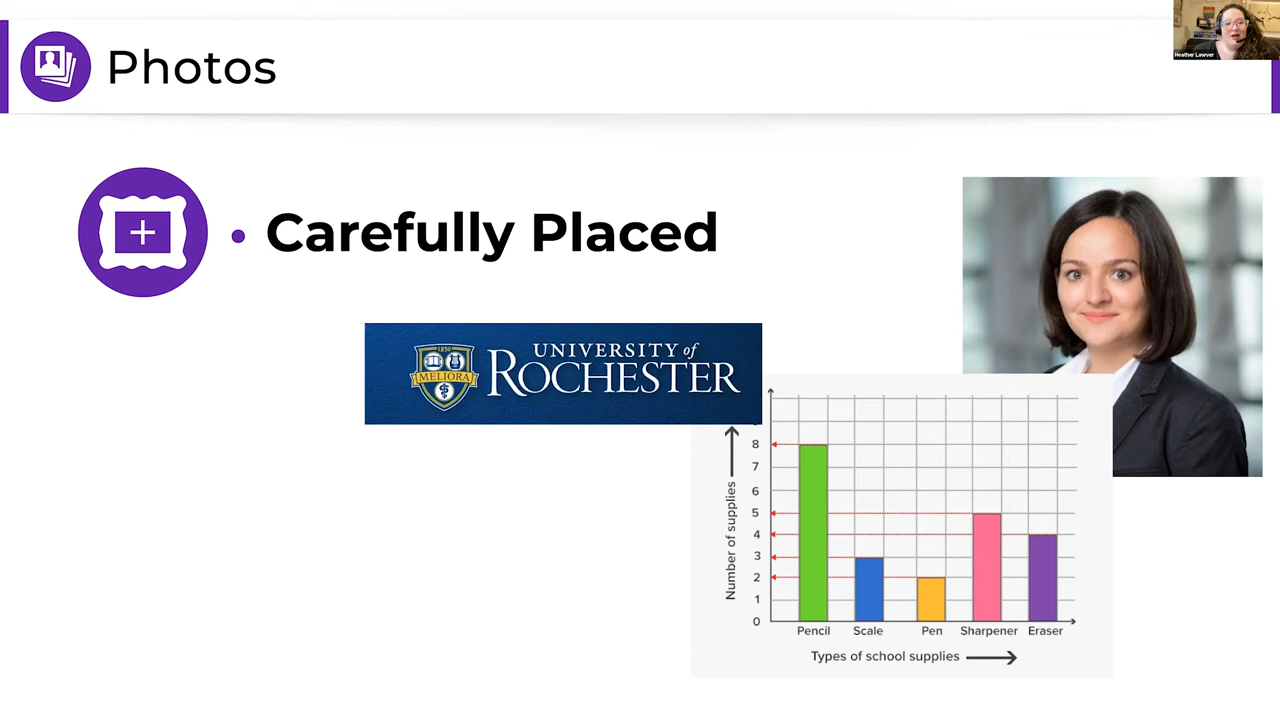 Photos
Heather Lawver
• Carefully Placed
1850
MELIORA
UNIVERSITY of
ROCHESTER
Number of supplies
8
7
6
5
4
3
2
1
0
Pencil Scale Pen Sharpener Eraser
Types of school supplies